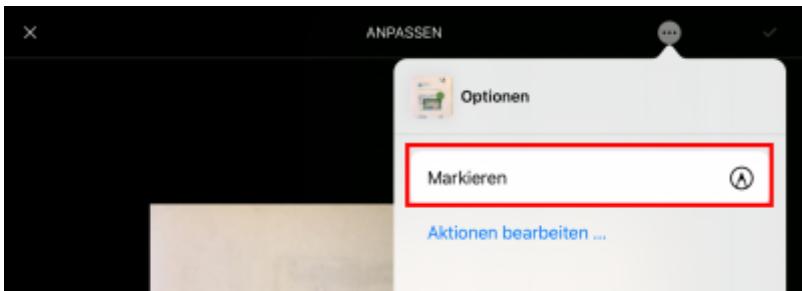 ANPASSEN
Optionen
Markieren
Aktionen bearbeiten ...